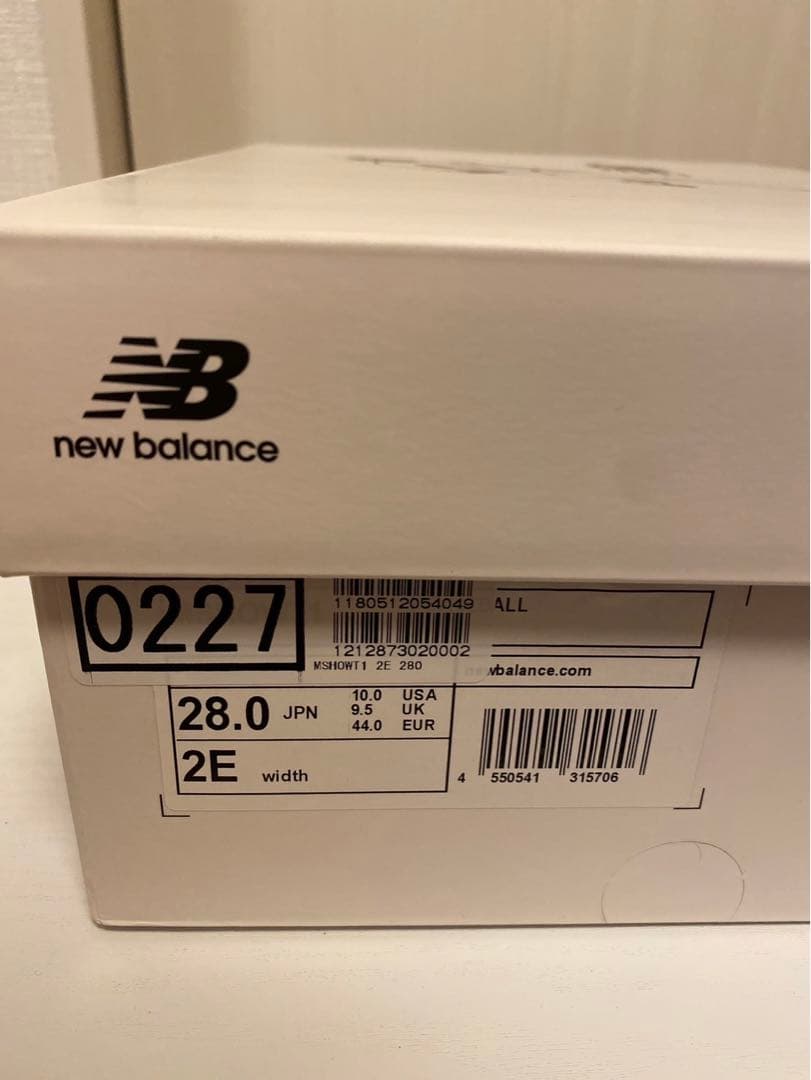 NB
new balance
0227
1180512054049
1212873020002
MSHOWT1 2E 280
ALL
wbalance.com
28.0 JPN
10.0 USA
9.5 UK
44.0 EUR
2E width
4 550541 315706